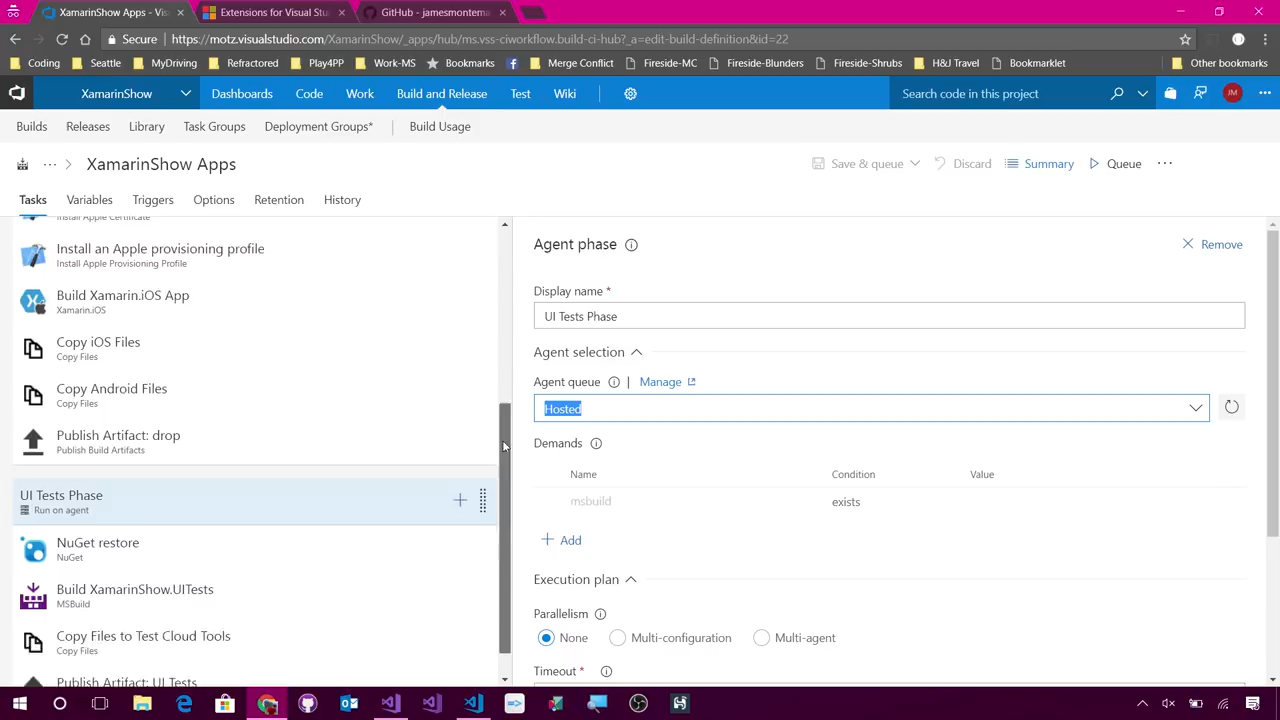 XamarinShow Apps - Vis
Extensions for Visual Stu
GitHub - jamesmontema
Secure
https://motz.visualstudio.com/XamarinShow/_apps/hub/ms.vss-ciworkflow.build-ci-hub?_a=edit-build-definition&id=22
Coding
Seattle
MyDriving
Refractored
Play4PP
Work-MS
Bookmarks
Merge Conflict
Fireside-MC
Fireside-Blunders
Fireside-Shrubs
H&J Travel
Bookmarklet
Other bookmarks
XamarinShow
Dashboards
Code
Work
Build and Release
Test
Wiki
Search code in this project
JM
Builds
Releases
Library
Task Groups
Deployment Groups*
Build Usage
XamarinShow Apps
Save & queue
Discard
Summary
Queue
Tasks
Variables
Triggers
Options
Retention
History
Install Apple Certificate
Install an Apple provisioning profile
Install Apple Provisioning Profile
Build Xamarin.iOS App
Xamarin.iOS
Copy iOS Files
Copy Files
Copy Android Files
Copy Files
Publish Artifact: drop
Publish Build Artifacts
UI Tests Phase
Run on agent
NuGet restore
NuGet
Build XamarinShow.UITests
MSBuild
Copy Files to Test Cloud Tools
Copy Files
Publish Artifact: UI Tests
Agent phase
Remove
Display name *
UI Tests Phase
Agent selection
Agent queue
| Manage
Hosted
Demands
Name
Condition
Value
msbuild
exists
Add
Execution plan
Parallelism
None
Multi-configuration
Multi-agent
Timeout *